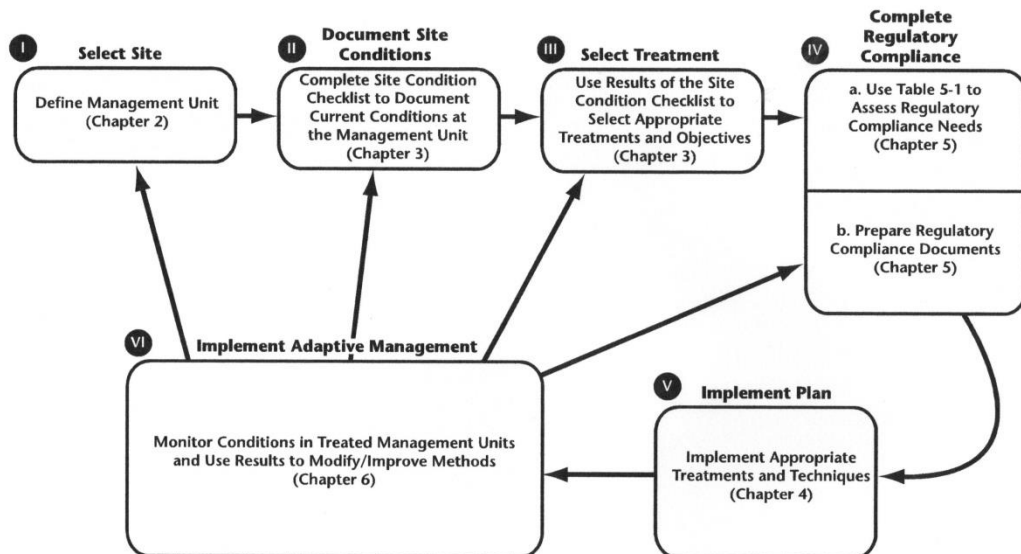 I
Select Site
Define Management Unit
(Chapter 2)
II
Document Site
Conditions
Complete Site Condition
Checklist to Document
Current Conditions at
the Management Unit
(Chapter 3)
III
Select Treatment
Use Results of the Site
Condition Checklist to
Select Appropriate
Treatments and Objectives
(Chapter 3)
Complete
Regulatory
Compliance
IV
a. Use Table 5-1 to
Assess Regulatory
Compliance Needs
(Chapter 5)
b. Prepare Regulatory
Compliance Documents
(Chapter 5)
VI
Implement Adaptive Management
Monitor Conditions in Treated Management Units
and Use Results to Modify/Improve Methods
(Chapter 6)
V
Implement Plan
Implement Appropriate
Treatments and Techniques
(Chapter 4)